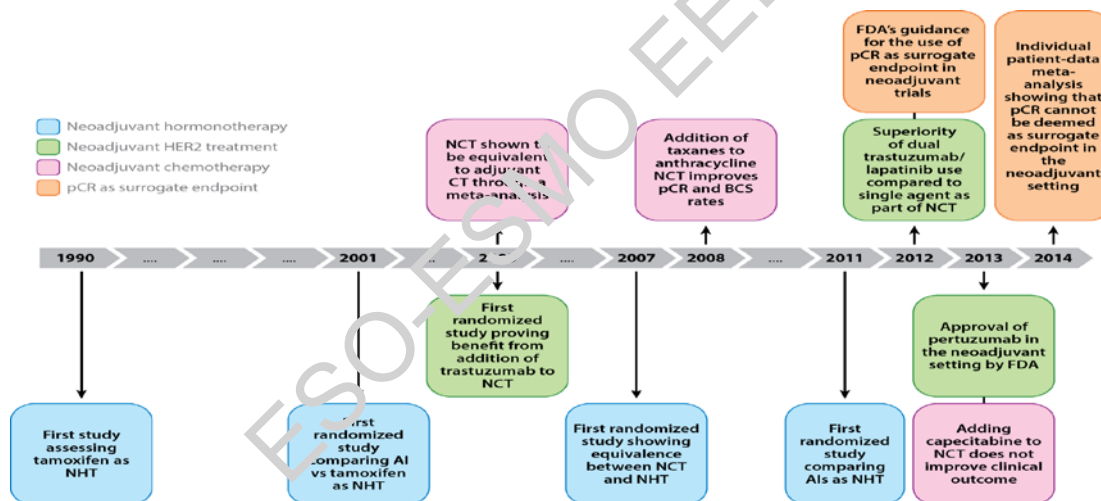 ESO-ESMO EE
FDA's guidance
for the use of
pCR as surrogate
endpoint in
neoadjuvant
trials
Individual
patient-data
meta-
analysis
showing that
pCR cannot
be deemed
as surrogate
endpoint in
the
neoadjuvant
setting
Neoadjuvant hormonotherapy
Neoadjuvant HER2 treatment
Neoadjuvant chemotherapy
pCR as surrogate endpoint
NCT shown to
be equivalent
to adjuvant
CT through a
meta-analysis
Addition of
taxanes to
anthracycline
NCT improves
pCR and BCS
rates
Superiority
of dual
trastuzumab/
lapatinib use
compared to
single agent as
part of NCT
1990 .... .... .... 2001 .... .... 2007 2008 .... 2011 2012 2013 2014
First
randomized
study proving
benefit from
addition of
trastuzumab to
NCT
Approval of
pertuzumab in
the neoadjuvant
setting by FDA
First study
assessing
tamoxifen as
NHT
First
randomized
study
comparing AI
vs tamoxifen
as NHT
First randomized
study showing
equivalence
between NCT
and NHT
First
randomized
study
comparing
AIs as NHT
Adding
capecitabine to
NCT does not
improve clinical
outcome